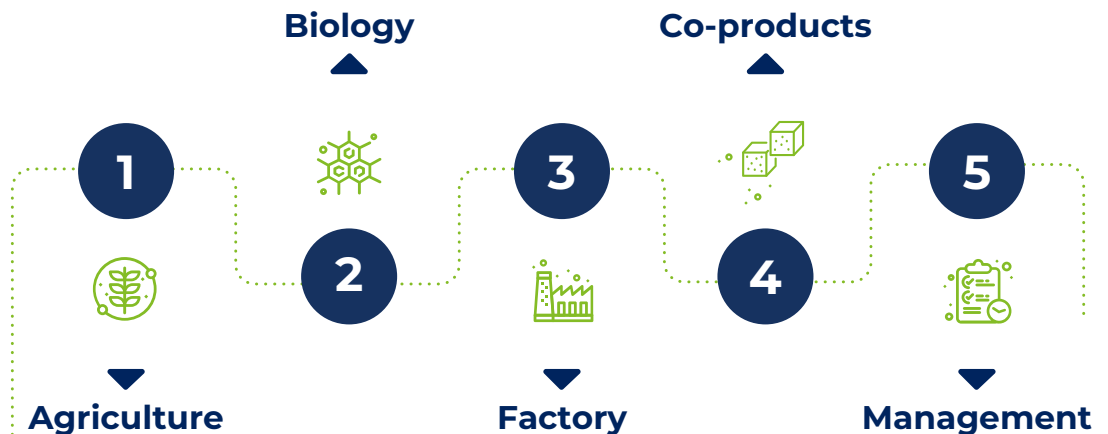 Biology
Co-products
1
2
3
4
5
Agriculture
Factory
Management